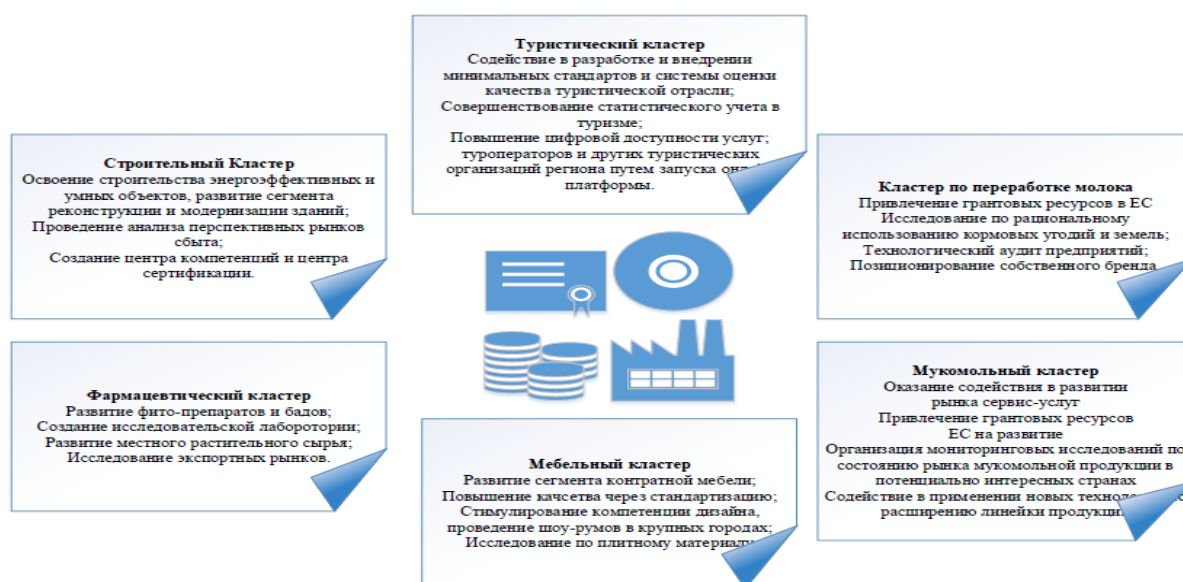 Туристический кластер
Содействие в разработке и внедрении
минимальных стандартов и системы оценки
качества туристической отрасли;
Совершенствование статистического учета в
туризме;
Повышение цифровой доступности услуг;
туроператоров и других туристических
организаций региона путем запуска
платформы.
Строительный Кластер
Освоение строительства энергоэффективных и
умных объектов, развитие сегмента
реконструкции и модернизации зданий;
Проведение анализа перспективных рынков
сбыта;
Создание центра компетенций и центра
сертификации.
Кластер по переработке молока
Привлечение грантовых ресурсов в ЕС
Исследование по рациональному
использованию кормовых угодий и земель;
Технологический аудит предприятий;
Позиционирование собственного бренда
Фармацевтический кластер
Развитие фито-препаратов и бадов;
Создание исследовательской лаборотории;
Развитие местного растительного сырья;
Исследование экспортных рынков.
Мебельный кластер
Развитие сегмента контратной мебели;
Повышение качсетва через стандартизацию;
Стимулирование компетенции дизайна,
проведение шоу-румов в крупных городах;
Исследование по плитному материалу
Мукомольный кластер
Оказание содействия в развитии
рынка сервис-услуг
Привлечение грантовых ресурсов
ЕС на развитие
Организация мониторинговых исследований по
состоянию рынка мукомольной продукции в
потенциально интересных странах
Содействие в применении новых
расширению линейки продукции